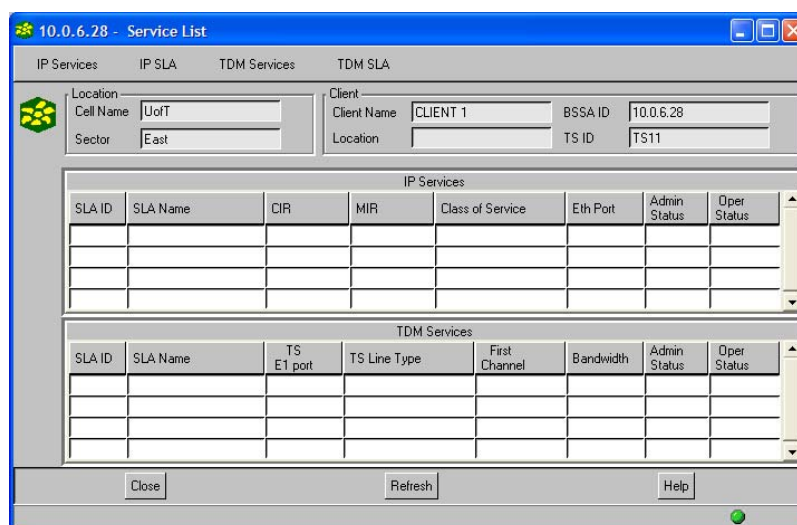 10.0.6.28 - Service List
IP Services IP SLA TDM Services TDM SLA
Location Client
Cell Name UofT Client Name CLIENT 1 BSSA ID 10.0.6.28
Sector East Location TS ID TS11
IP Services
SLA ID SLA Name CIR MIR Class of Service Eth Port Admin Status Oper Status
TDM Services
SLA ID SLA Name TS E1 port TS Line Type First Channel Bandwidth Admin Status Oper Status
Close Refresh Help